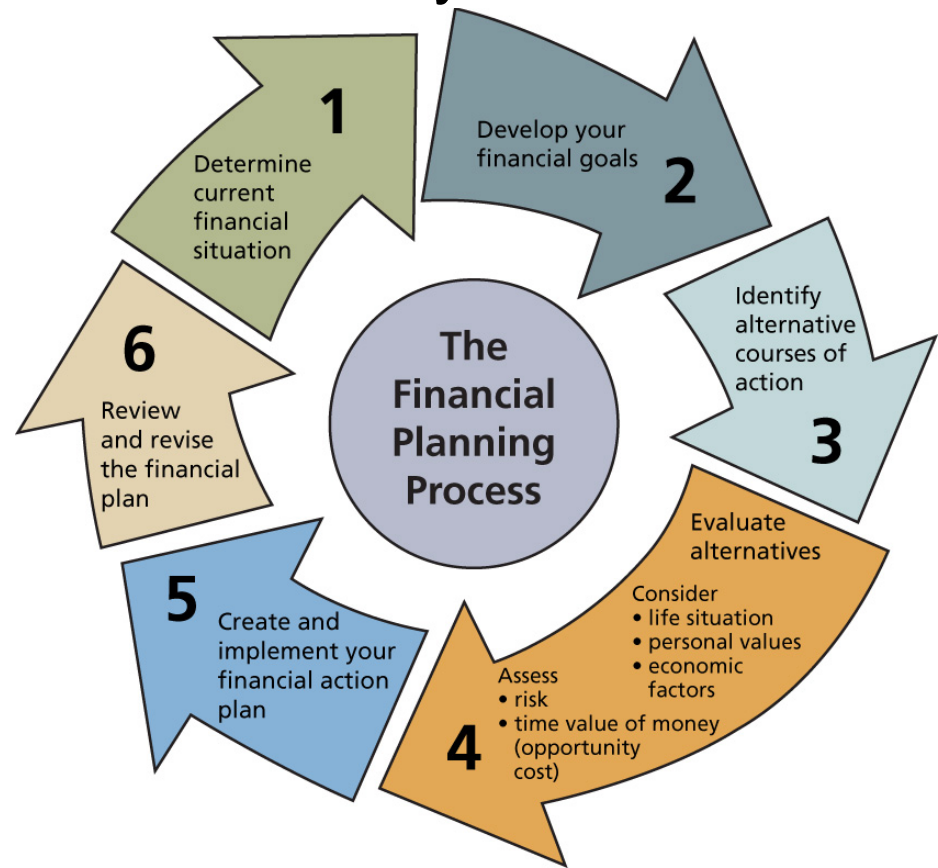 The
Financial
Planning
Process
1
Determine
current
financial
situation
Develop your
financial goals
2
Identify
alternative
courses of
action
3
Evaluate
alternatives
Consider
• life situation
• personal values
• economic
factors
Assess
• risk
• time value of money
(opportunity
cost)
4
5
Create and
implement your
financial action
plan
6
Review
and revise
the financial
plan